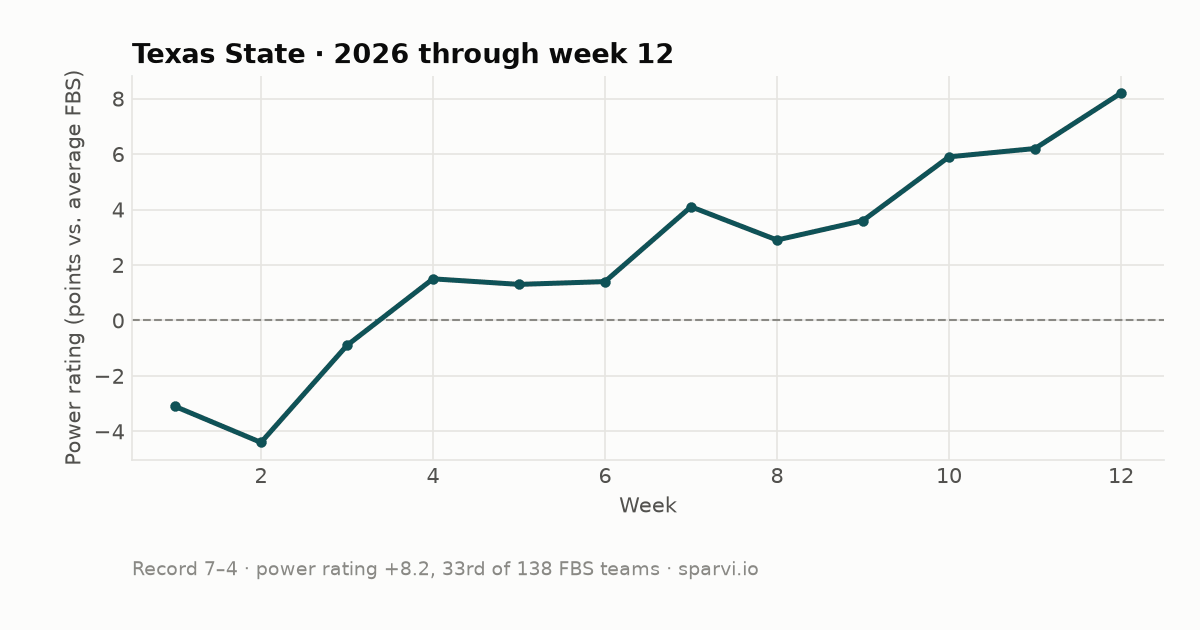 Texas State · 2026 through week 12
Power rating (points vs. average FBS)
8
6
4
2
0
−2
−4
2 4 6 8 10 12
Week
Record 7–4 · power rating +8.2, 33rd of 138 FBS teams · sparvi.io